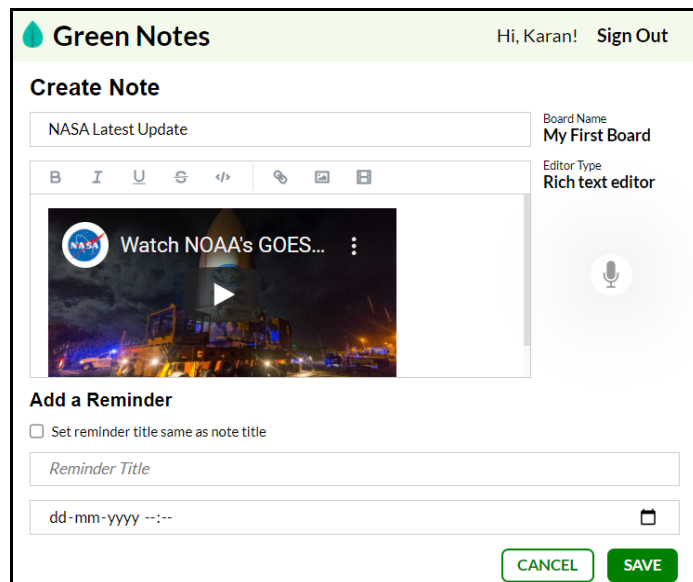 Green Notes
Hi, Karan! Sign Out
Create Note
NASA Latest Update
Board Name
My First Board
Editor Type
Rich text editor
B I U S </>
NASA
Watch NOAA's GOES...
Add a Reminder
Set reminder title same as note title
Reminder Title
dd-mm-yyyy --:--
CANCEL SAVE